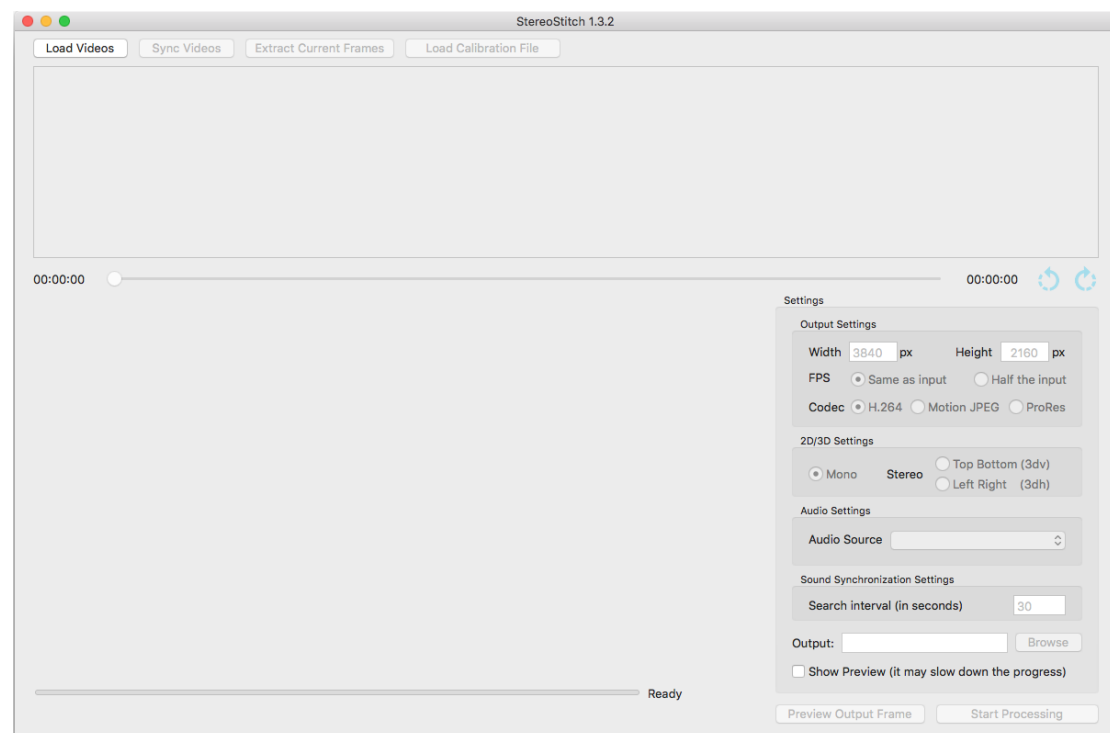 StereoStitch 1.3.2
Load Videos Sync Videos Extract Current Frames Load Calibration File
00:00:00 00:00:00
Settings
Output Settings
Width 3840 px Height 2160 px
FPS Same as input Half the input
Codec H.264 Motion JPEG ProRes
2D/3D Settings
Mono Stereo Top Bottom (3dv)
Left Right (3dh)
Audio Settings
Audio Source
Sound Synchronization Settings
Search interval (in seconds) 30
Output: Browse
Show Preview (it may slow down the progress)
Ready
Preview Output Frame Start Processing